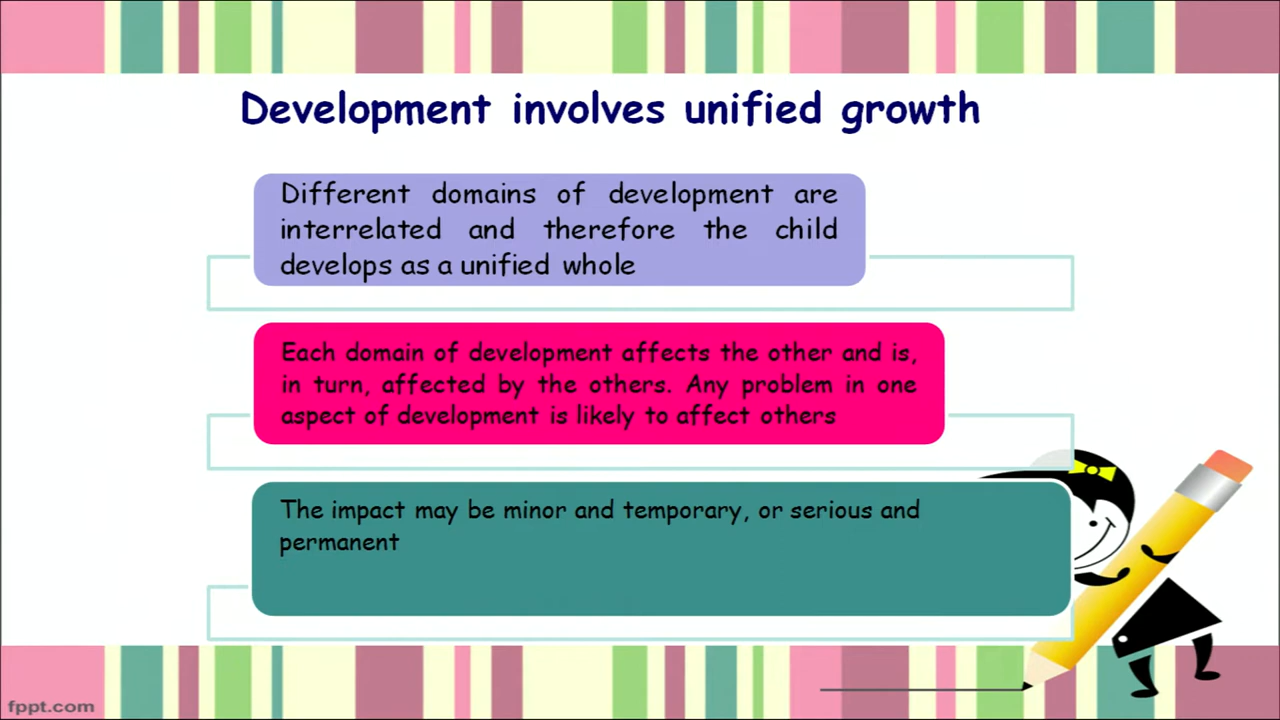 Development involves unified growth
Different domains of development are
interrelated and therefore the child
develops as a unified whole
Each domain of development affects the other and is,
in turn, affected by the others. Any problem in one
aspect of development is likely to affect others
The impact may be minor and temporary, or serious and
permanent
fppt.com